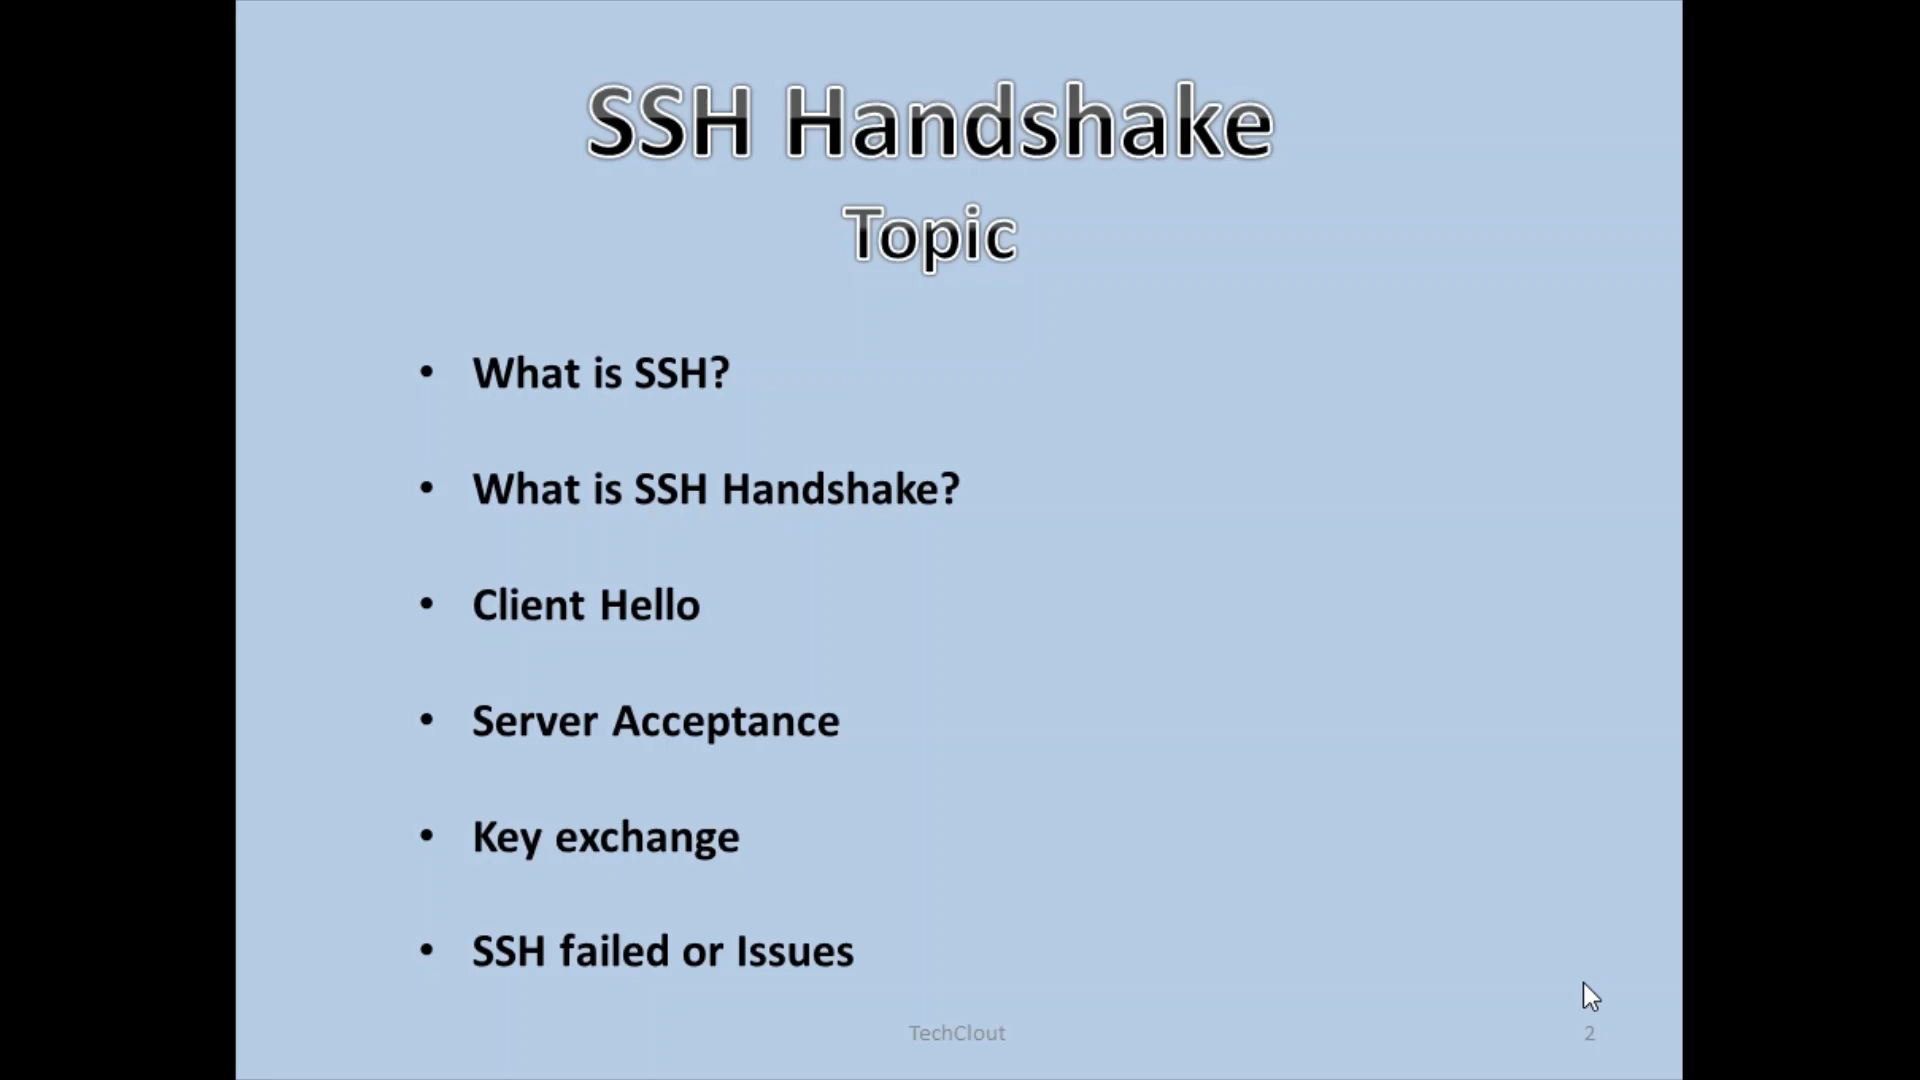 SSH Handshake
Topic
• What is SSH?
• What is SSH Handshake?
• Client Hello
• Server Acceptance
• Key exchange
• SSH failed or Issues
TechClout
2